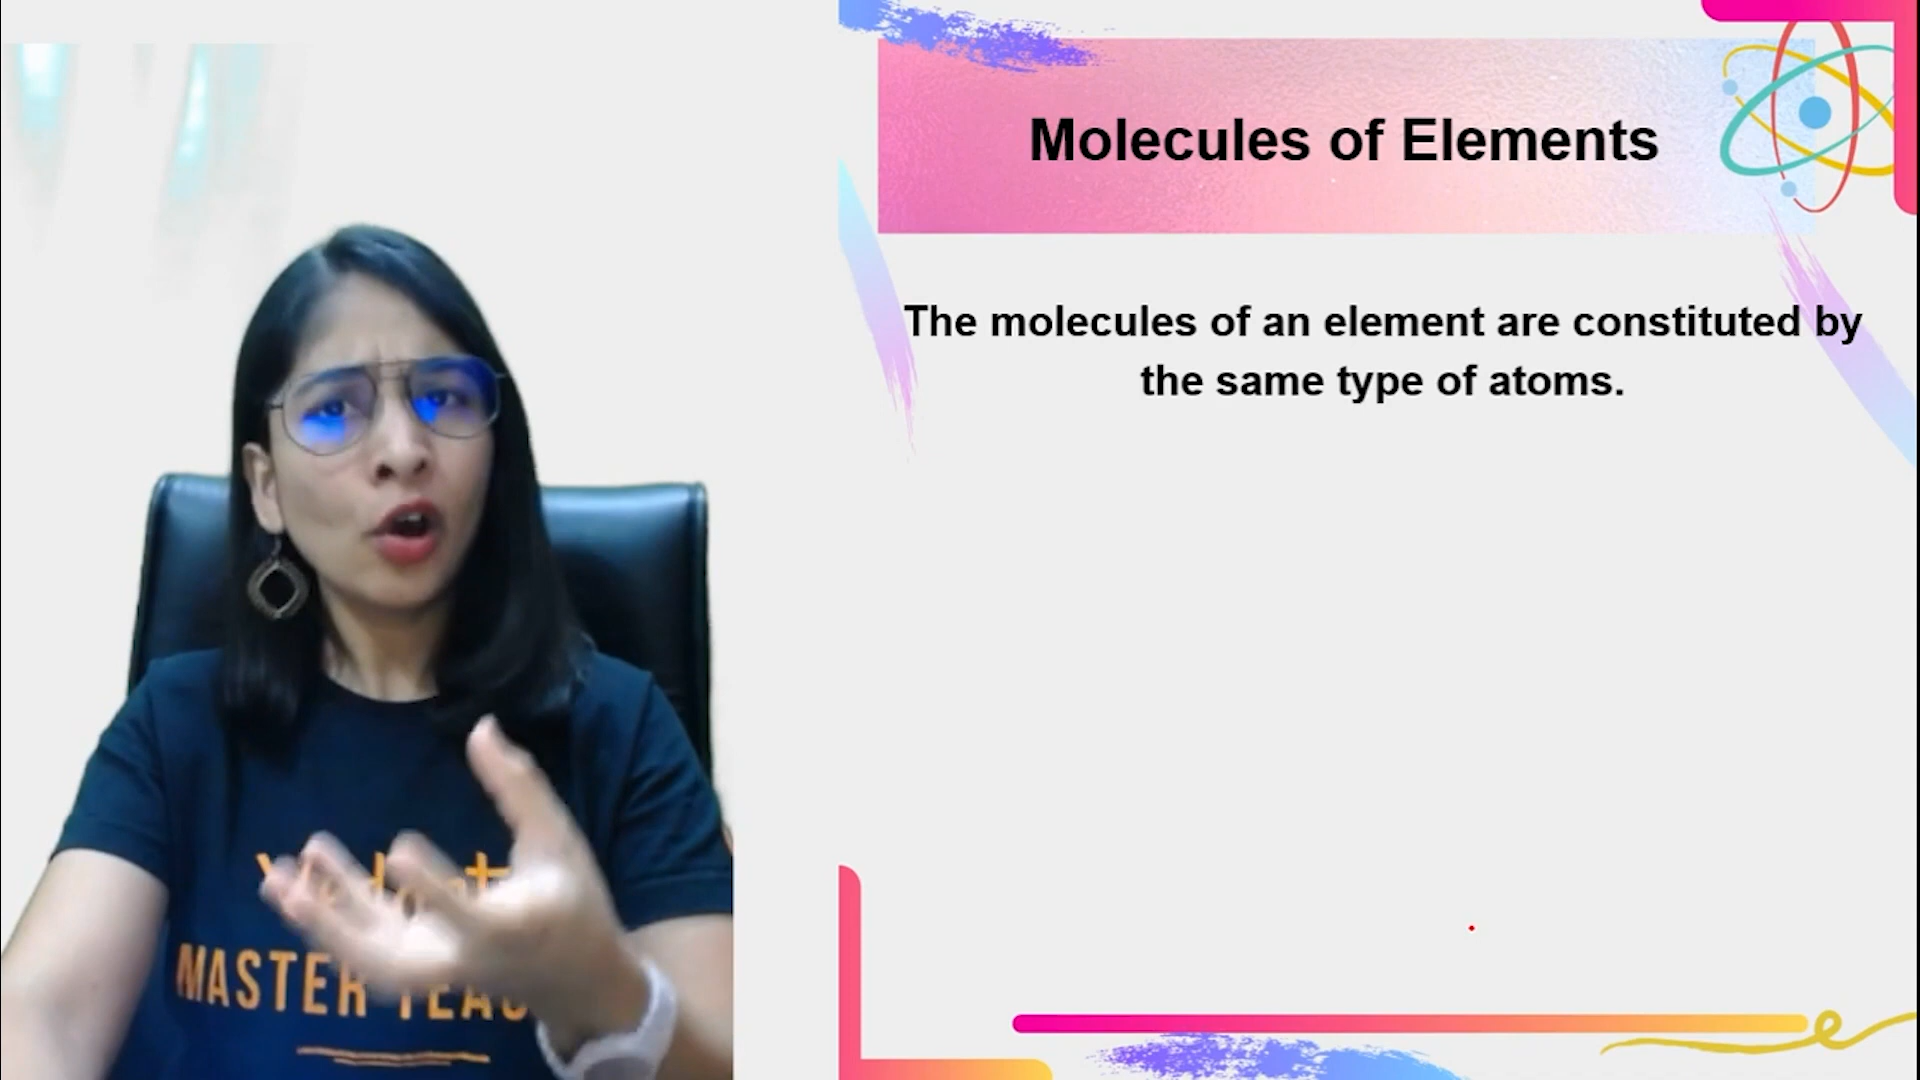 Molecules of Elements
The molecules of an element are constituted by
the same type of atoms.
MASTER